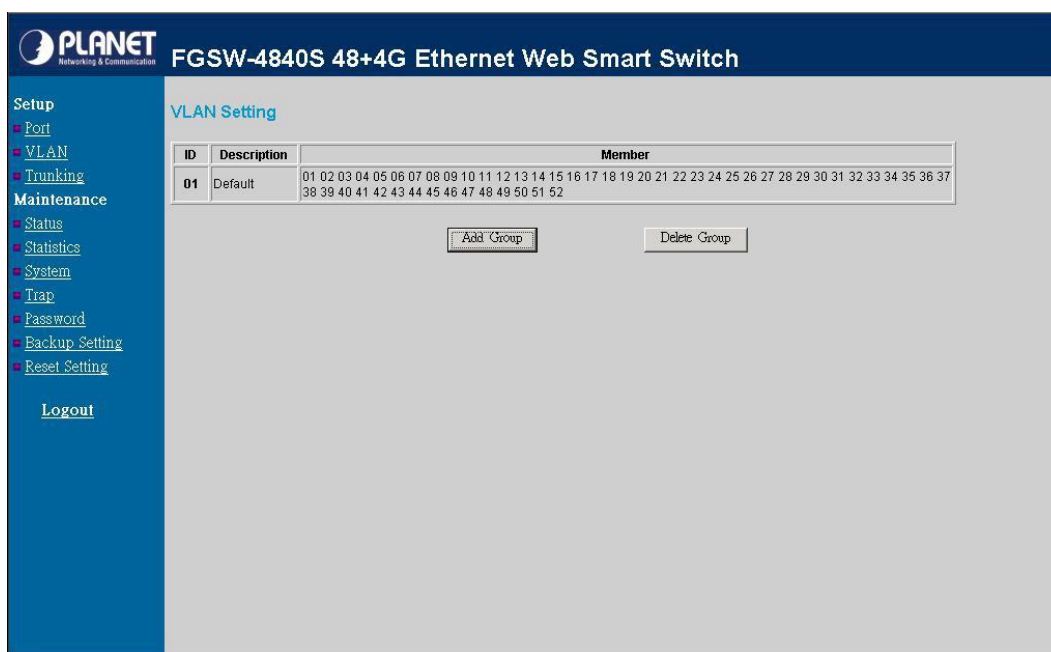 PLANET
Networking & Communication
FGSW-4840S 48+4G Ethernet Web Smart Switch
Setup
Port
VLAN
Trunking
Maintenance
Status
Statistics
System
Trap
Password
Backup Setting
Reset Setting
Logout
VLAN Setting
ID Description Member
01 Default 01 02 03 04 05 06 07 08 09 10 11 12 13 14 15 16 17 18 19 20 21 22 23 24 25 26 27 28 29 30 31 32 33 34 35 36 37
38 39 40 41 42 43 44 45 46 47 48 49 50 51 52
Add Group Delete Group